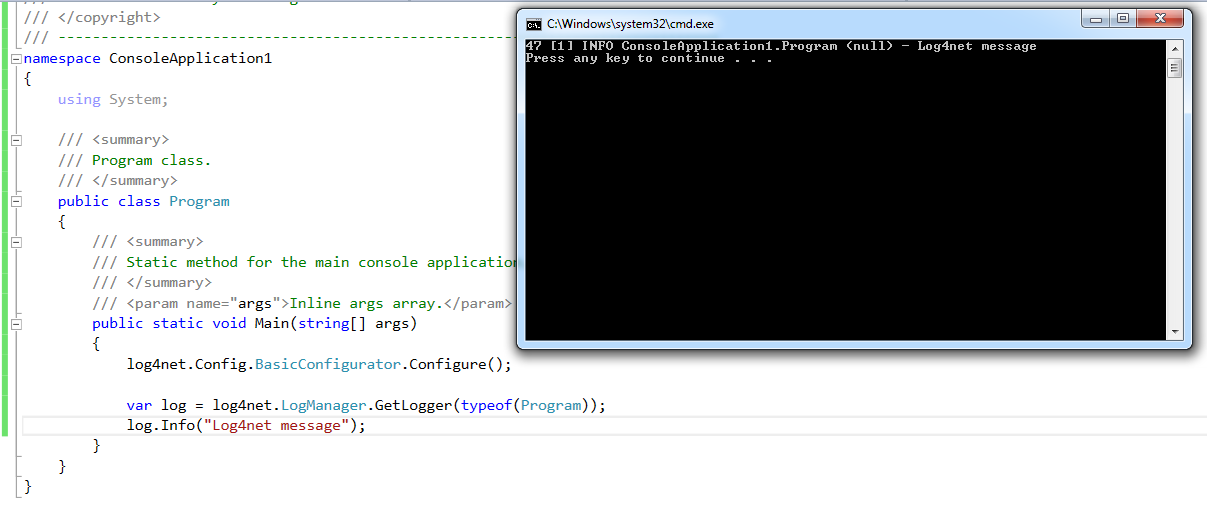 /// </copyright>
/// -----------------------------------------------------
namespace ConsoleApplication1
{
    using System;
    /// <summary>
    /// Program class.
    /// </summary>
    public class Program
    {
        /// <summary>
        /// Static method for the main console application
        /// </summary>
        /// <param name="args">Inline args array.</param>
        public static void Main(string[] args)
        {
            log4net.Config.BasicConfigurator.Configure();
            var log = log4net.LogManager.GetLogger(typeof(Program));
            log.Info("Log4net message");
        }
    }
}
C:\Windows\system32\cmd.exe
47 [1] INFO ConsoleApplication1.Program (null) - Log4net message
Press any key to continue . . .